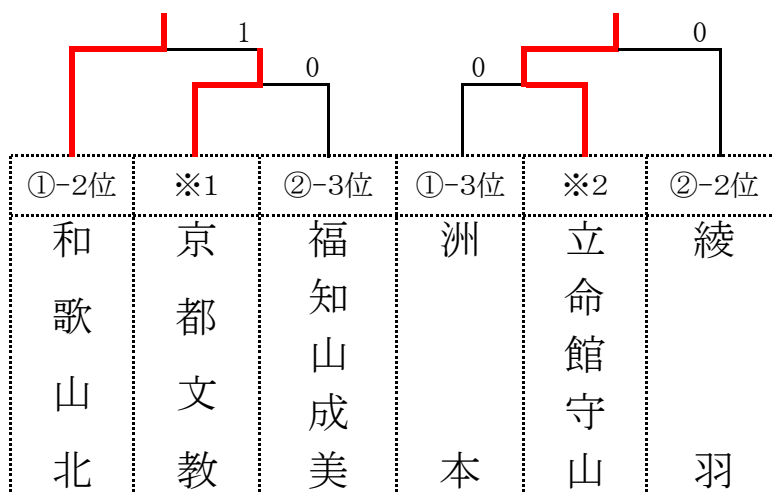 1
0
0
0
①-2位 ※1 ②-3位 ①-3位 ※2 ②-2位
和歌山北
京都文教
福知山成美
洲本
立命館守山
綾羽